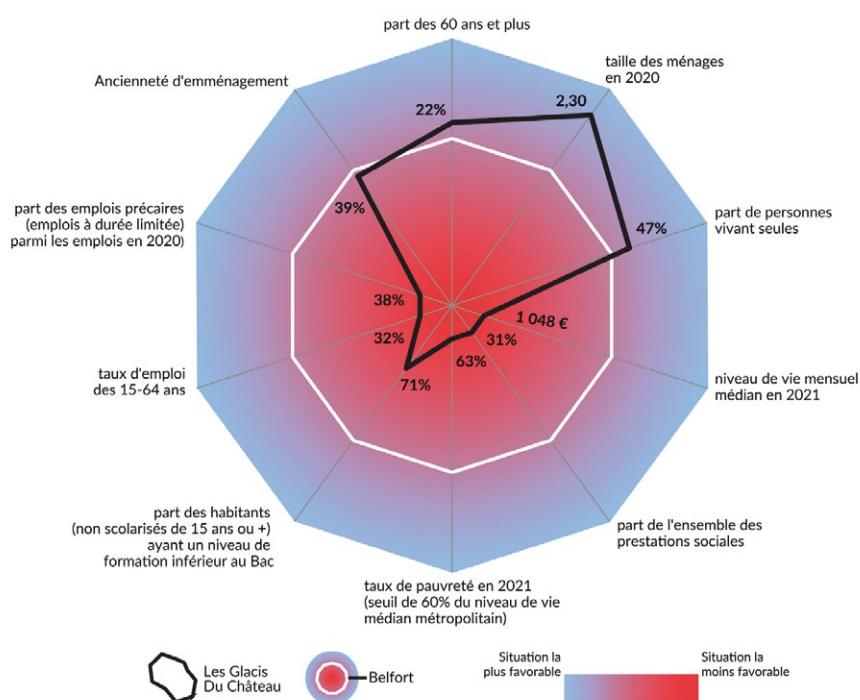 part des 60 ans et plus
taille des ménages
en 2020
Ancienneté d'emménagement
22%
2,30
part des emplois précaires
(emplois à durée limitée)
parmi les emplois en 2020)
39%
47%
part de personnes
vivant seules
38%
1 048 €
32%
31%
63%
71%
taux d'emploi
des 15-64 ans
niveau de vie mensuel
médian en 2021
part des habitants
(non scolarisés de 15 ans ou +)
ayant un niveau de
formation inférieur au Bac
part de l'ensemble des
prestations sociales
taux de pauvreté en 2021
(seuil de 60% du niveau de vie
médian métropolitain)
Les Glacis
Du Château
Belfort
Situation la
plus favorable
Situation la
moins favorable